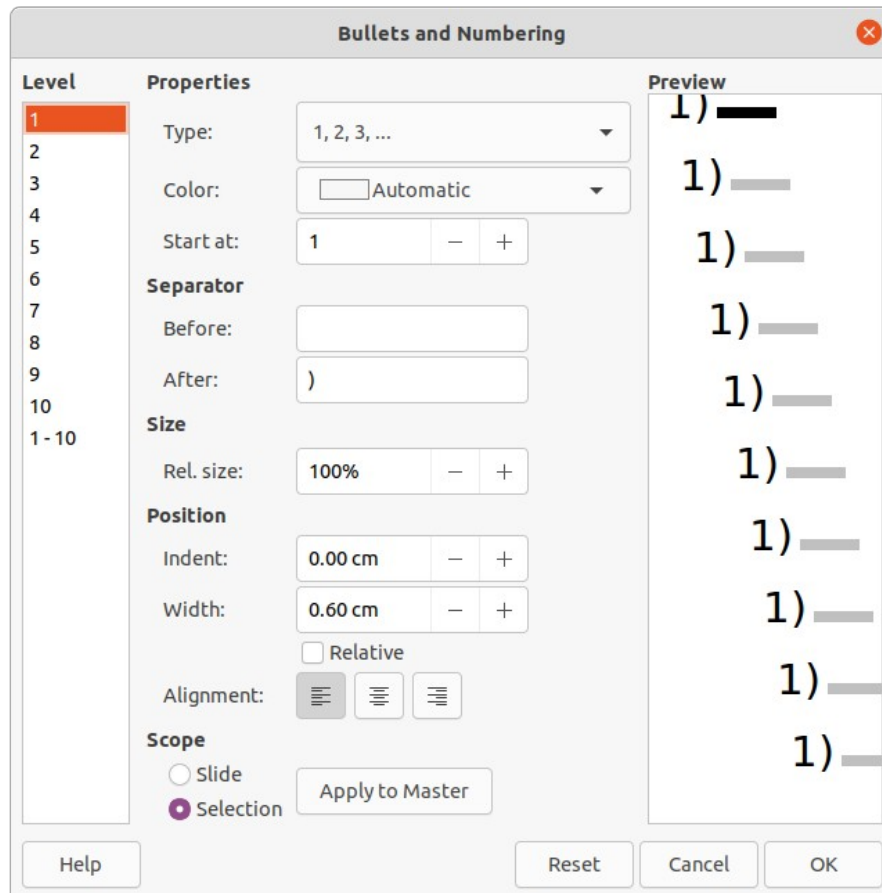 Bullets and Numbering
Level
1
2
3
4
5
6
7
8
9
10
1 - 10
Properties
Type: 1, 2, 3, ...
Color: Automatic
Start at: 1 − +
Separator
Before:
After: )
Size
Rel. size: 100% − +
Position
Indent: 0.00 cm − +
Width: 0.60 cm − +
Relative
Alignment:
Scope
Slide
Selection
Apply to Master
Preview
1)
1)
1)
1)
1)
1)
1)
1)
1)
1)
Help
Reset
Cancel
OK